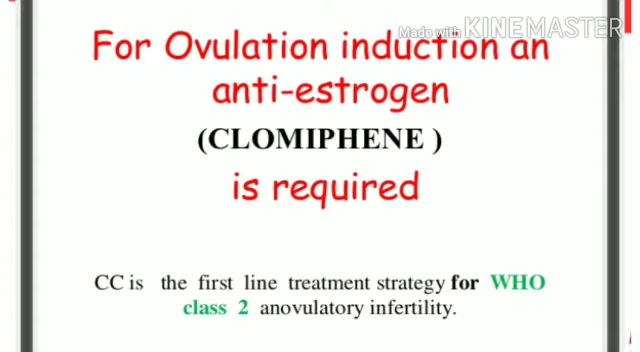 Made with KINEMASTER
For Ovulation induction an
anti-estrogen
(CLOMIPHENE )
is required
CC is the first line treatment strategy for WHO
class 2 anovulatory infertility.